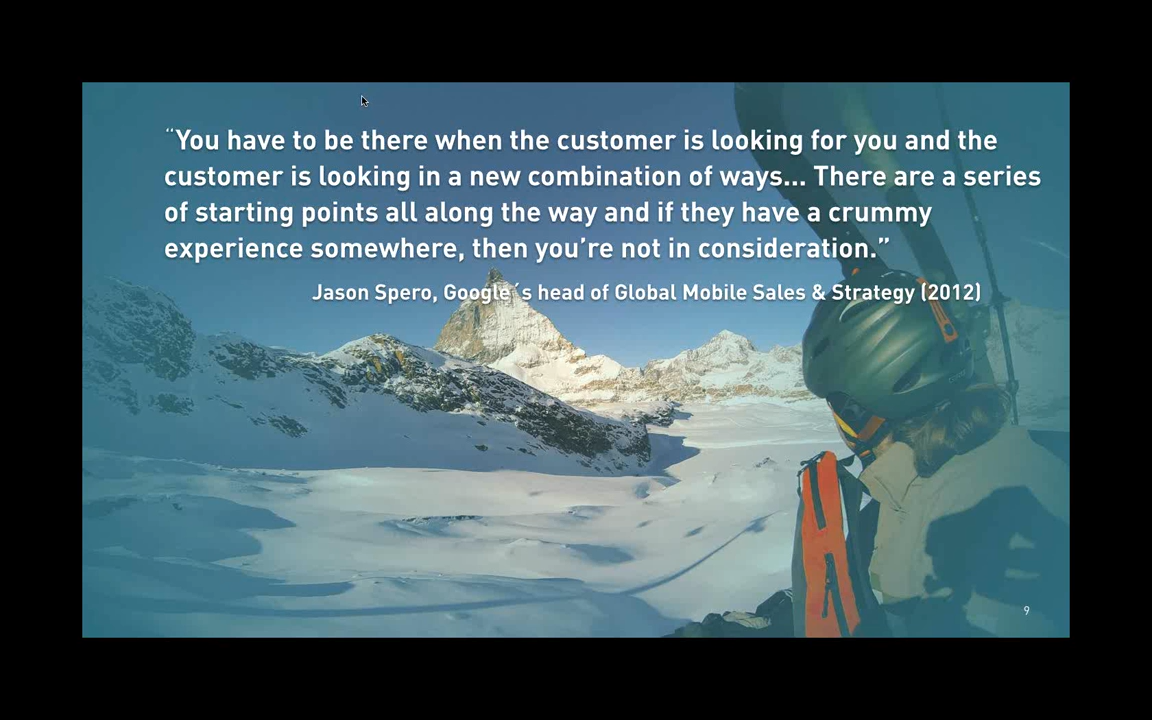 “You have to be there when the customer is looking for you and the
customer is looking in a new combination of ways... There are a series
of starting points all along the way and if they have a crummy
experience somewhere, then you’re not in consideration.”
Jason Spero, Google´s head of Global Mobile Sales & Strategy (2012)
9